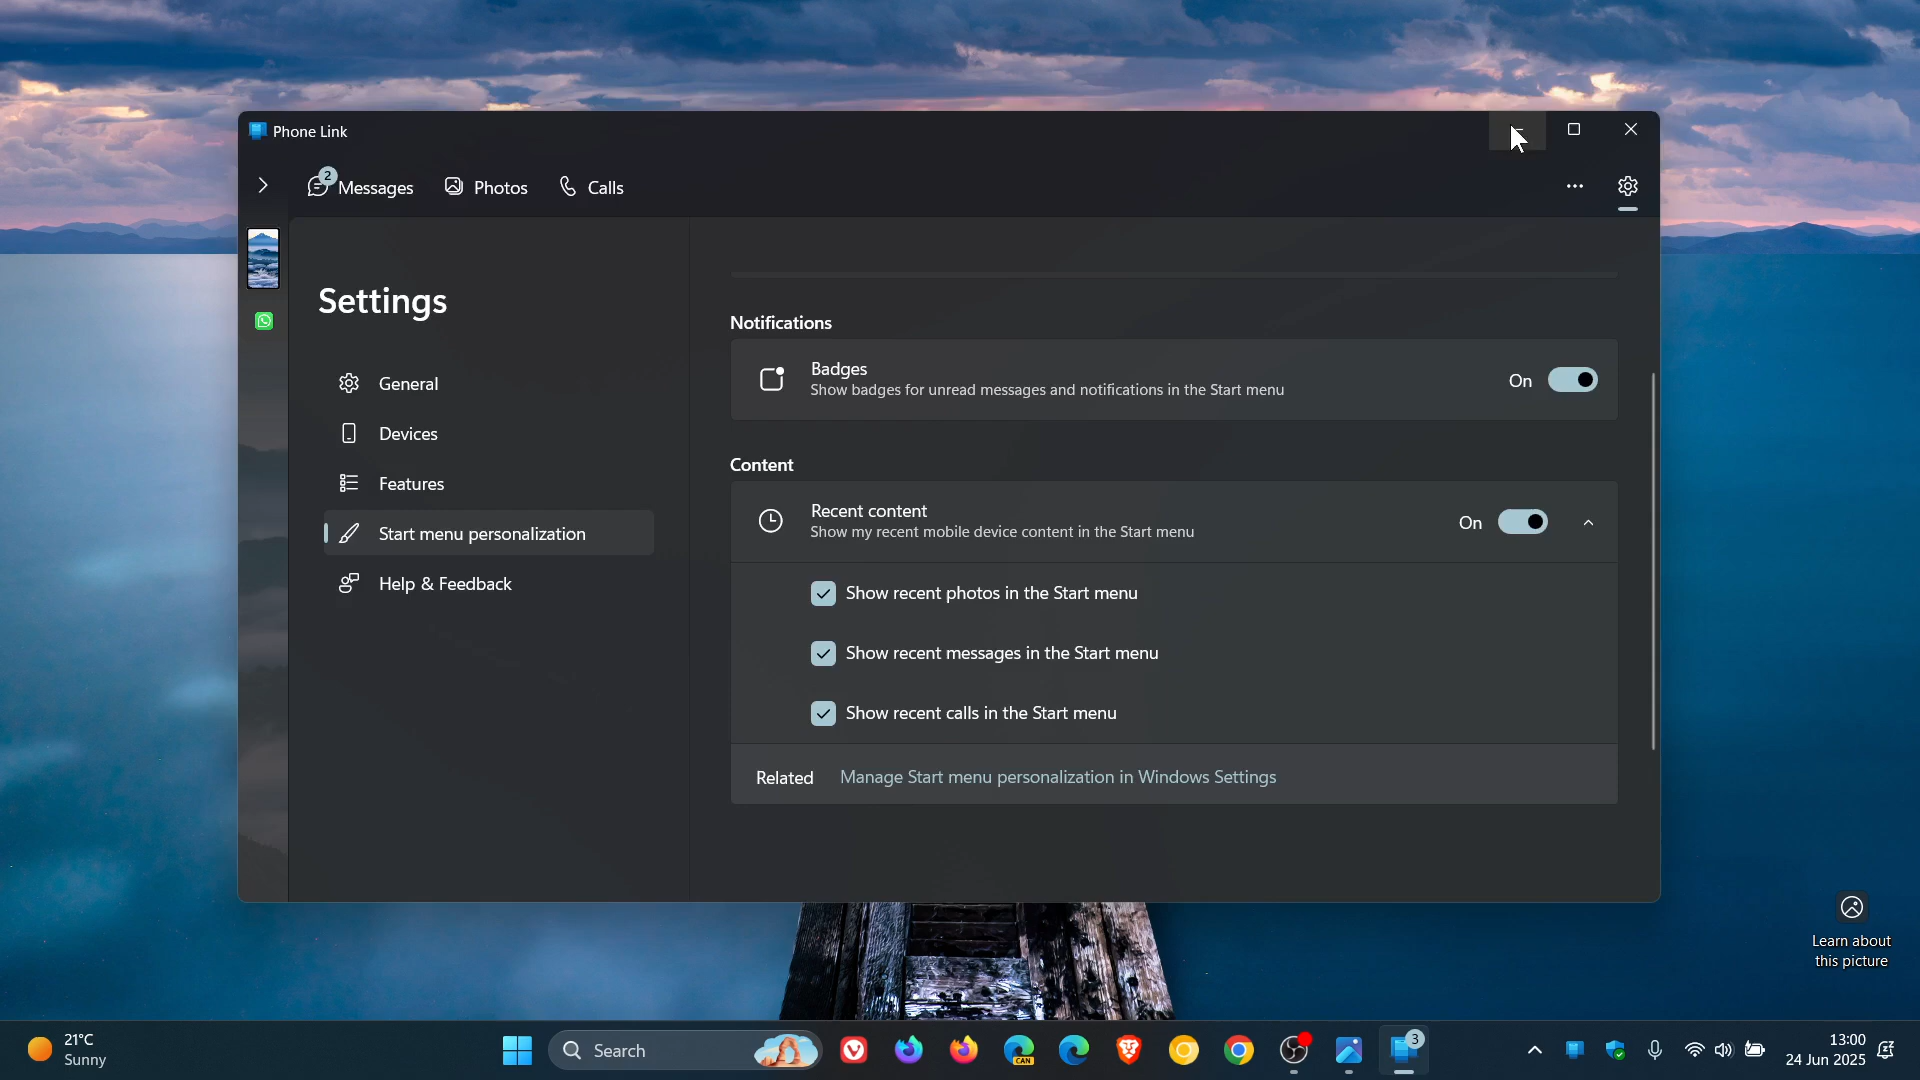 Phone Link
2
Messages
Photos
Calls
Settings
General
Devices
Features
Start menu personalization
Help & Feedback
Notifications
Badges
Show badges for unread messages and notifications in the Start menu
On
Content
Recent content
Show my recent mobile device content in the Start menu
On
Show recent photos in the Start menu
Show recent messages in the Start menu
Show recent calls in the Start menu
Related Manage Start menu personalization in Windows Settings
Learn about
this picture
21°C
Sunny
Search
CAN
3
13:00
24 Jun 2025